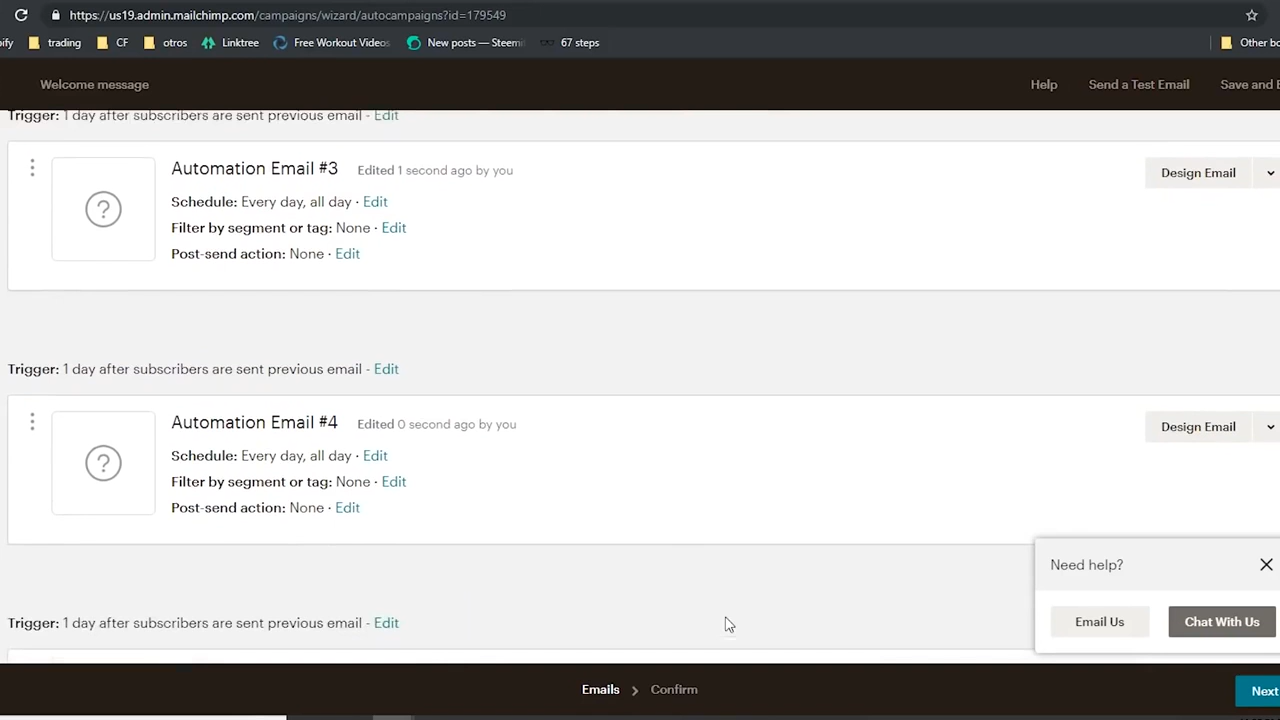 https://us19.admin.mailchimp.com/campaigns/wizard/autocampaigns?id=179549
trading CF otros Linktree Free Workout Videos New posts — Steemit 67 steps Other bo
Welcome message Help Send a Test Email Save and E
Trigger: 1 day after subscribers are sent previous email - Edit
Automation Email #3 Edited 1 second ago by you Design Email
Schedule: Every day, all day · Edit
Filter by segment or tag: None · Edit
Post-send action: None · Edit
Trigger: 1 day after subscribers are sent previous email - Edit
Automation Email #4 Edited 0 second ago by you Design Email
Schedule: Every day, all day · Edit
Filter by segment or tag: None · Edit
Post-send action: None · Edit
Need help?
Email Us Chat With Us
Trigger: 1 day after subscribers are sent previous email - Edit
Emails Confirm Next